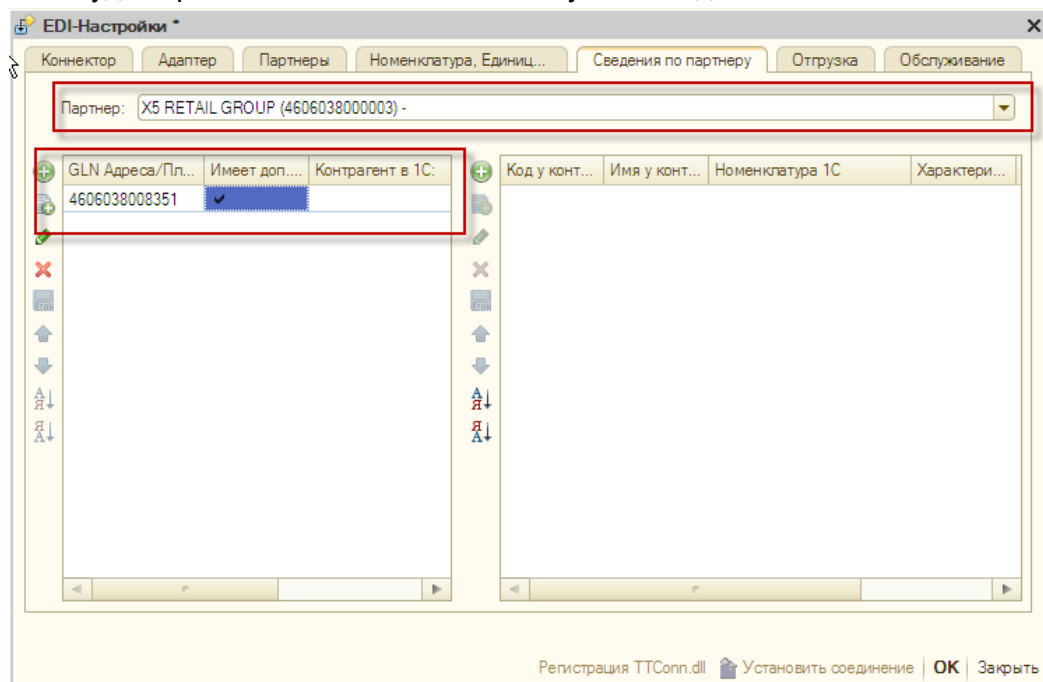 EDI-Настройки *
Коннектор Адаптер Партнеры Номенклатура, Единиц... Сведения по партнеру Отгрузка Обслуживание
Партнер: X5 RETAIL GROUP (4606038000003) -
GLN Адреса/Пл... Имеет доп.... Контрагент в 1С: Код у конт... Имя у конт... Номенклатура 1С Характери...
4606038008351
Регистрация TTConn.dll Установить соединение OK Закрыть